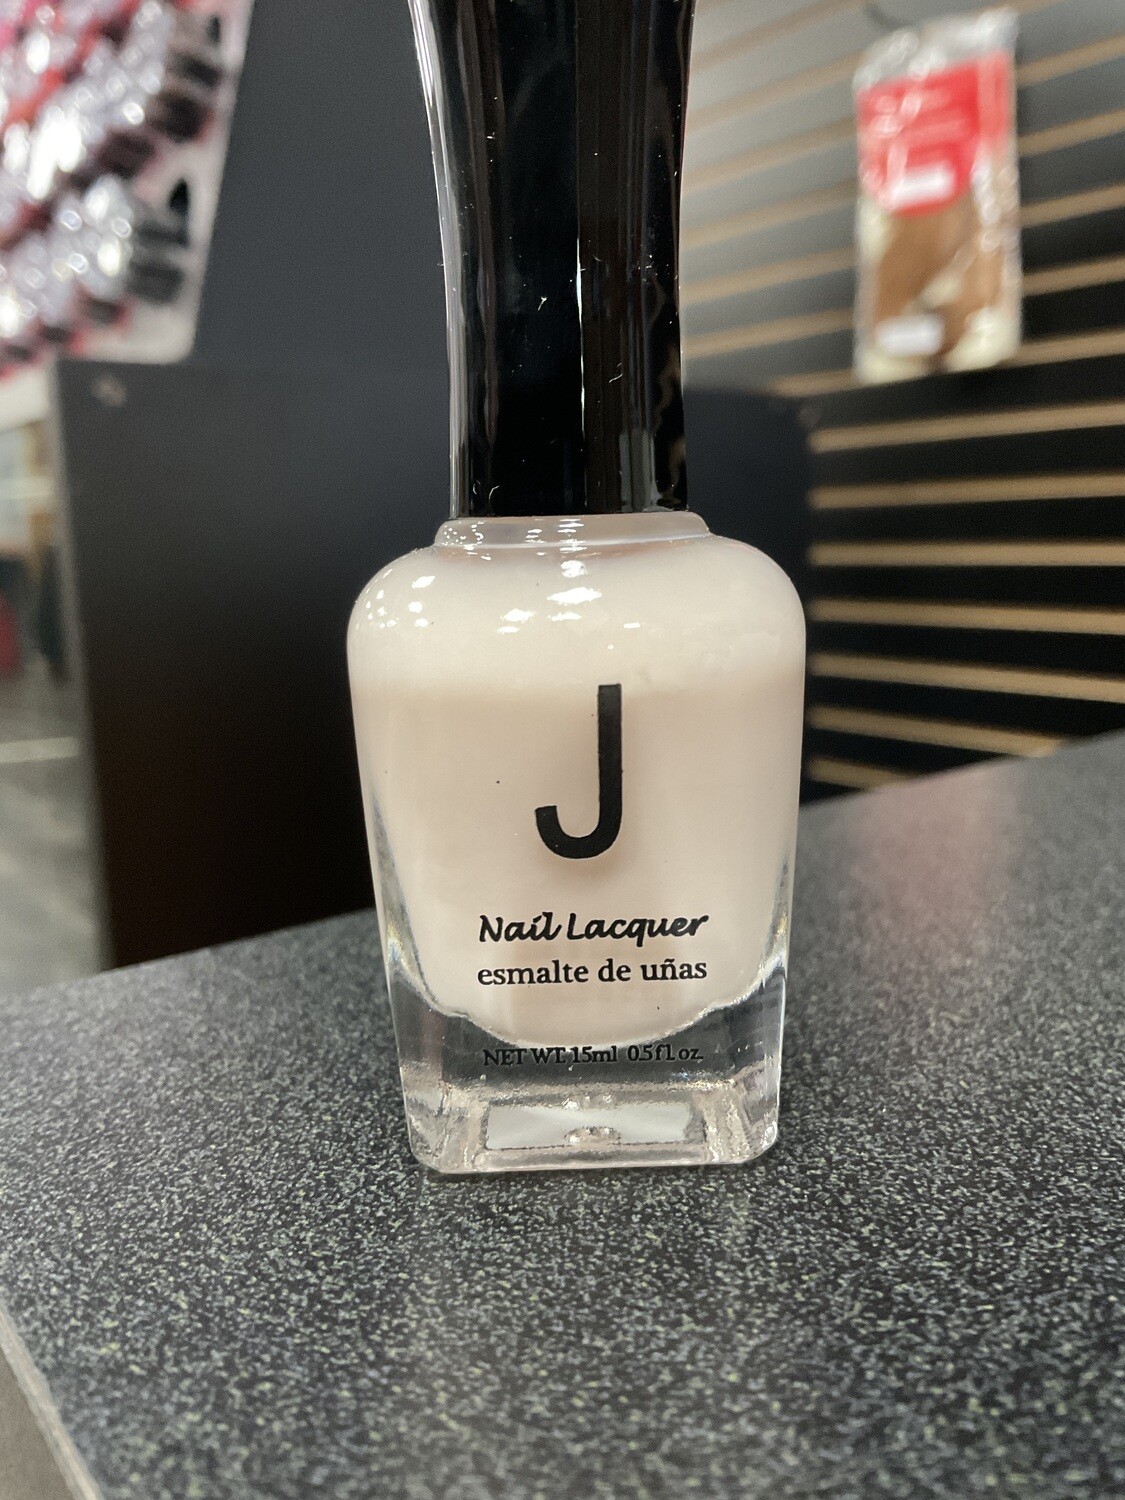 J
Nail Lacquer
esmalte de uñas
NET WT. 15ml 0.5fl oz.